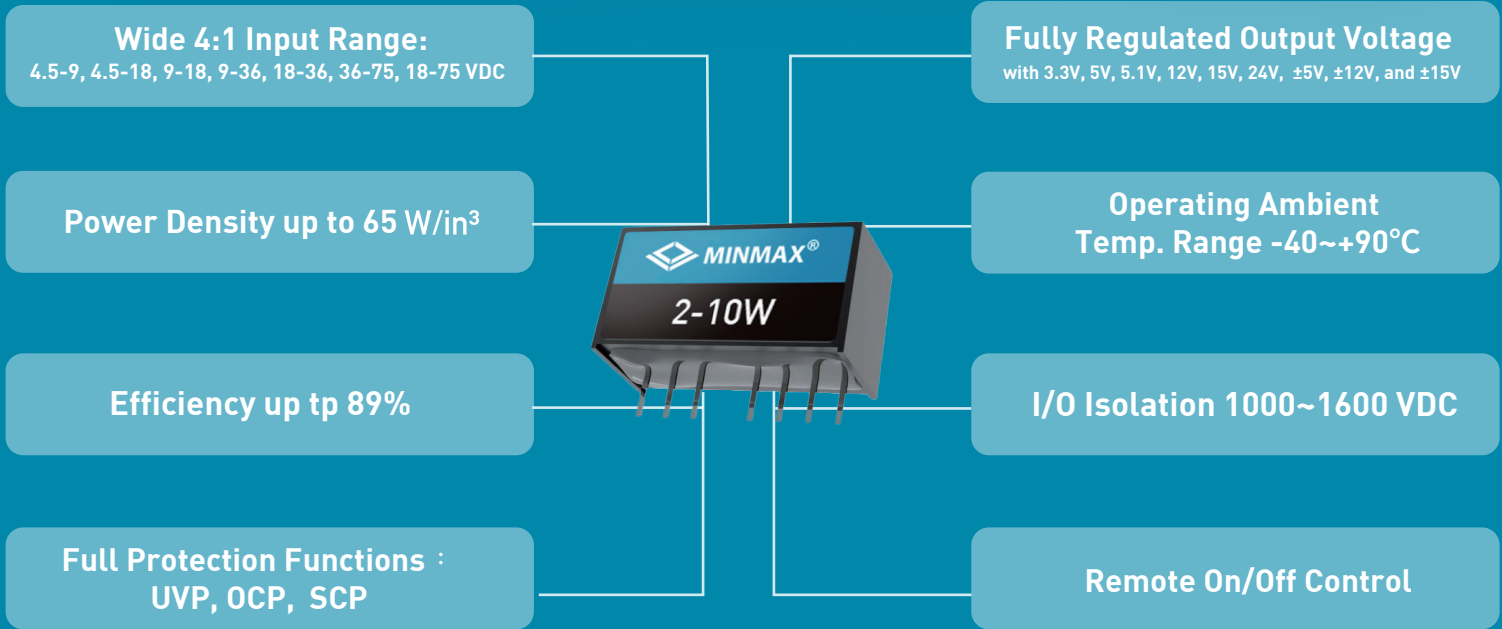 Wide 4:1 Input Range:
4.5-9, 4.5-18, 9-18, 9-36, 18-36, 36-75, 18-75 VDC
Power Density up to 65 W/in³
Efficiency up tp 89%
Full Protection Functions：
UVP, OCP, SCP
MINMAX®
2-10W
Fully Regulated Output Voltage
with 3.3V, 5V, 5.1V, 12V, 15V, 24V, ±5V, ±12V, and ±15V
Operating Ambient
Temp. Range -40~+90°C
I/O Isolation 1000~1600 VDC
Remote On/Off Control